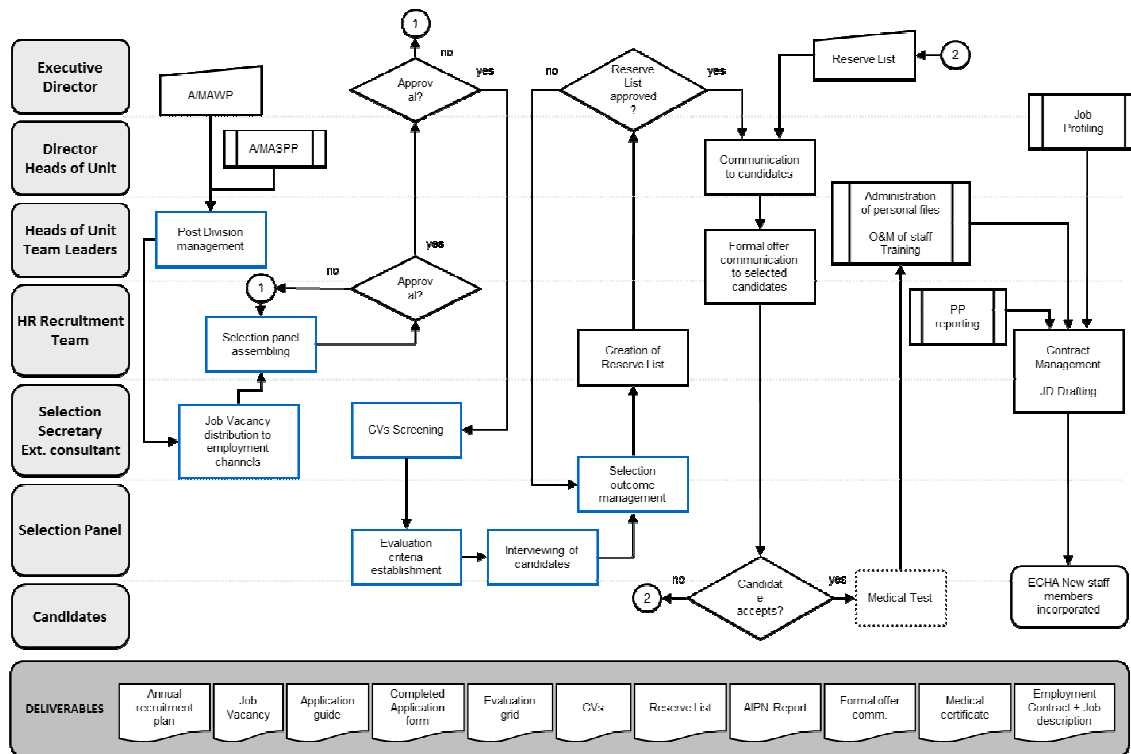 Executive
Director
Director
Heads of Unit
Heads of Unit
Team Leaders
HR Recruitment
Team
Selection
Secretary
Ext. consultant
Selection Panel
Candidates
A/MAWP
A/MASPP
Post Division
management
1
no
Selection panel
assembling
Job Vacancy
distribution to
employment
channels
1
no
Approv
al?
yes
yes
Approv
al?
CVs Screening
Evaluation
criteria
establishment
Interviewing of
candidates
no
Reserve
List
approved
?
yes
Creation of
Reserve List
Selection
outcome
management
Reserve List
2
Communication
to candidates
Formal offer
communication
to selected
candidates
no
2
Candidat
e
accepts?
yes
Medical Test
Administration
of personal files
O&M of staff
Training
Job
Profiling
PP
reporting
Contract
Management
JD Drafting
ECHA New staff
members
incorporated
DELIVERABLES
Annual
recruitment
plan
Job
Vacancy
Application
guide
Completed
Application
form
Evaluation
grid
CVs
Reserve List
AIPN Report
Formal offer
comm.
Medical
certificate
Employment
Contract + Job
description